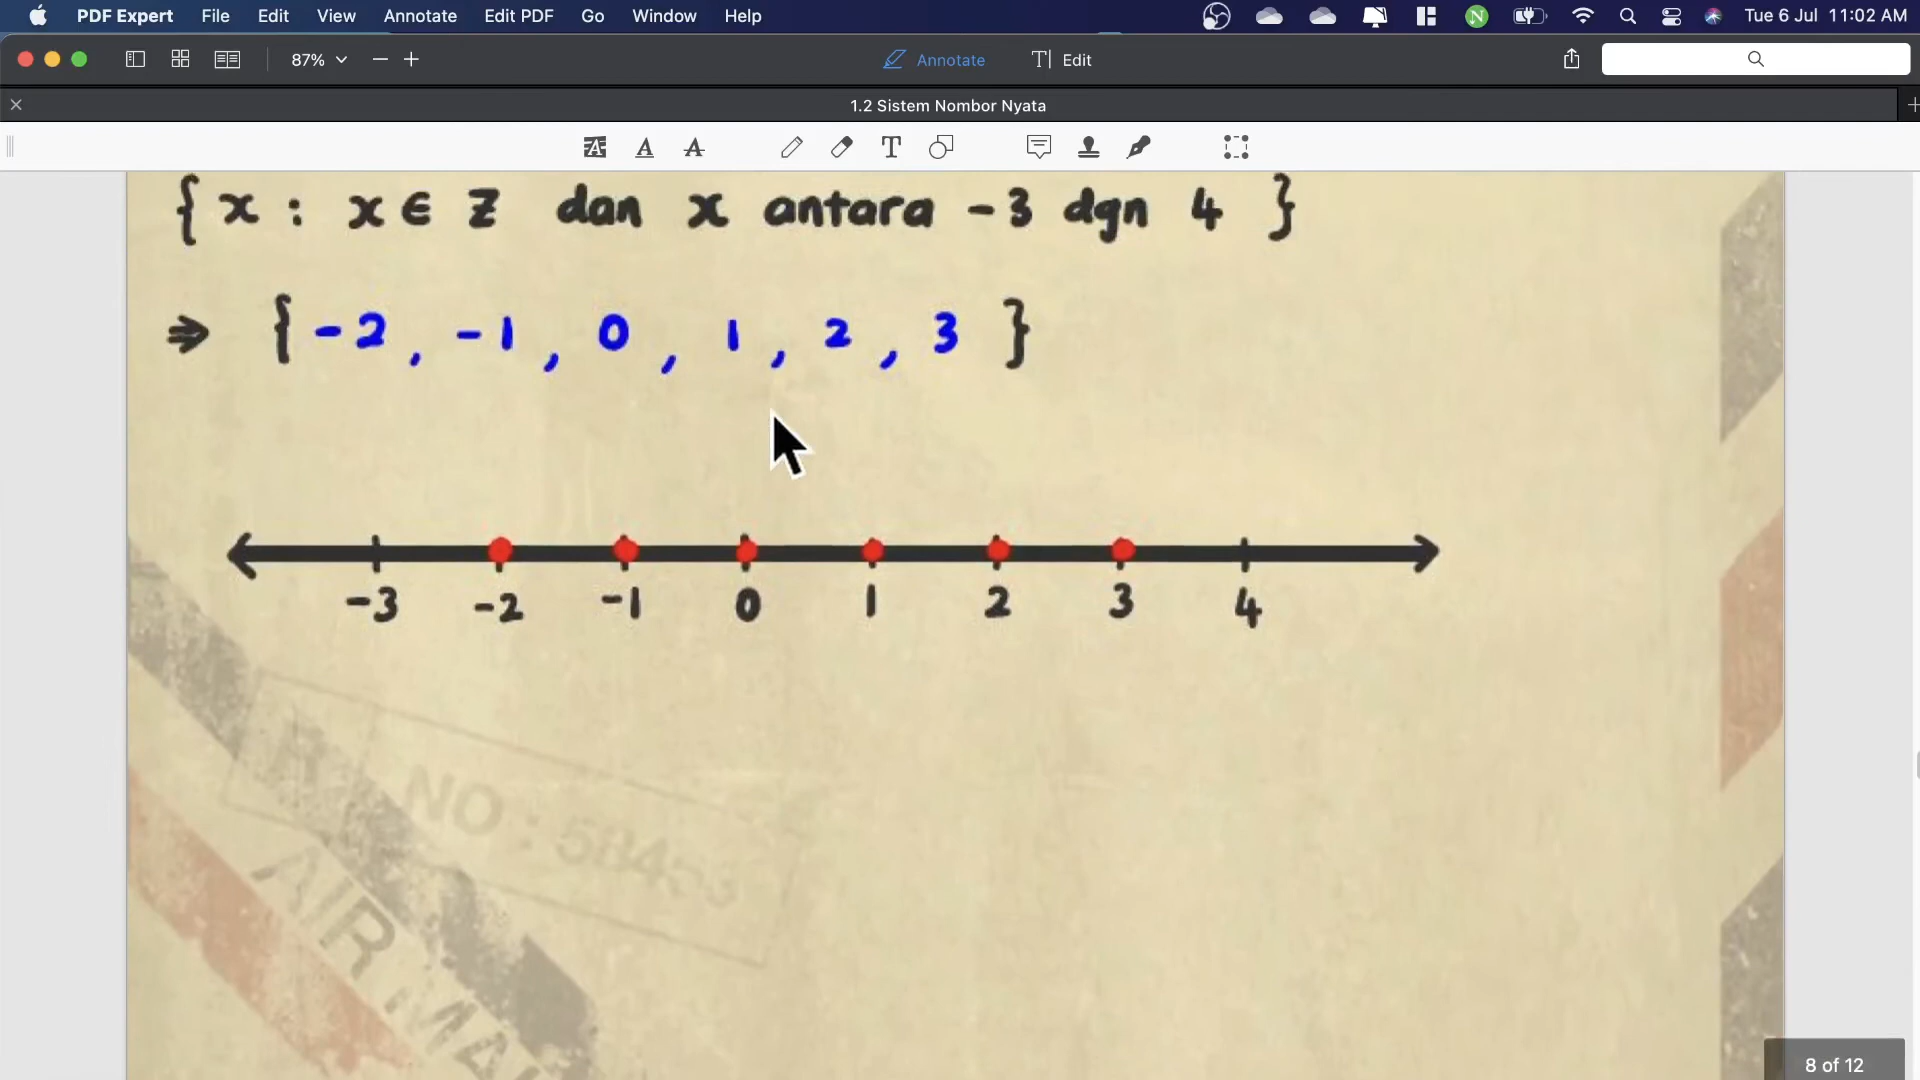 PDF Expert File Edit View Annotate Edit PDF Go Window Help Tue 6 Jul 11:02 AM
87% Annotate Edit
1.2 Sistem Nombor Nyata
{ x : x ∈ Z dan x antara -3 dgn 4 }
⇒ { -2 , -1 , 0 , 1 , 2 , 3 }
-3 -2 -1 0 1 2 3 4
AIR MAI
8 of 12